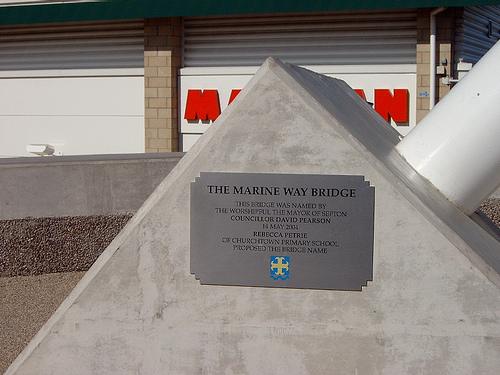 THE MARINE WAY BRIDGE
THIS BRIDGE WAS NAMED BY
THE WORSHIPFUL THE MAYOR OF SEFTON
COUNCILLOR DAVID PEARSON
14 MAY 2004
REBECCA PETRIE
OF CHURCHTOWN PRIMARY SCHOOL
PROPOSED THE BRIDGE NAME